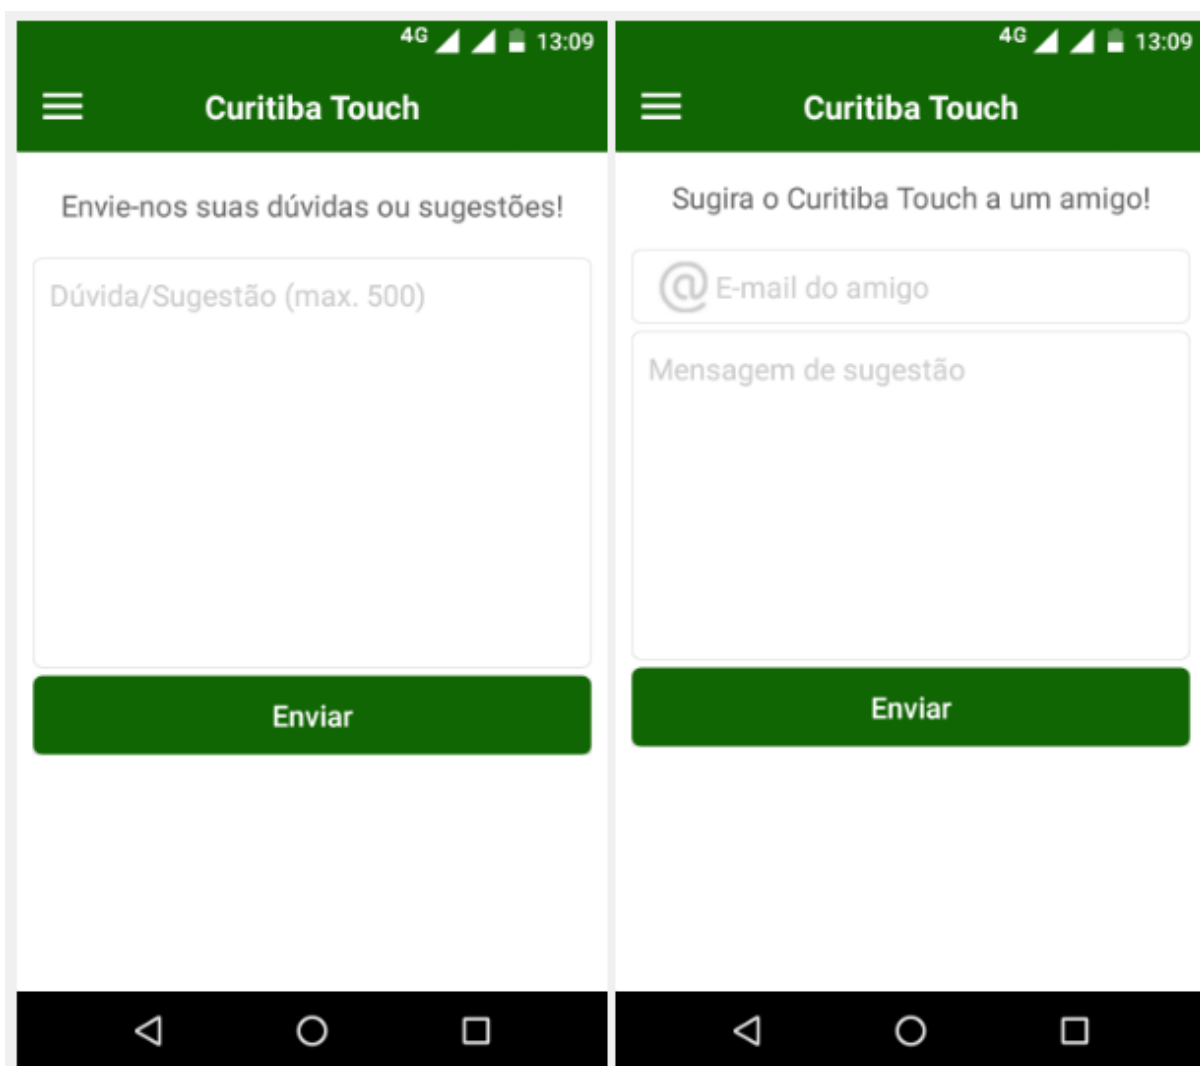 4G 13:09
Curitiba Touch
Envie-nos suas dúvidas ou sugestões!
Dúvida/Sugestão (max. 500)
Enviar
4G 13:09
Curitiba Touch
Sugira o Curitiba Touch a um amigo!
@ E-mail do amigo
Mensagem de sugestão
Enviar